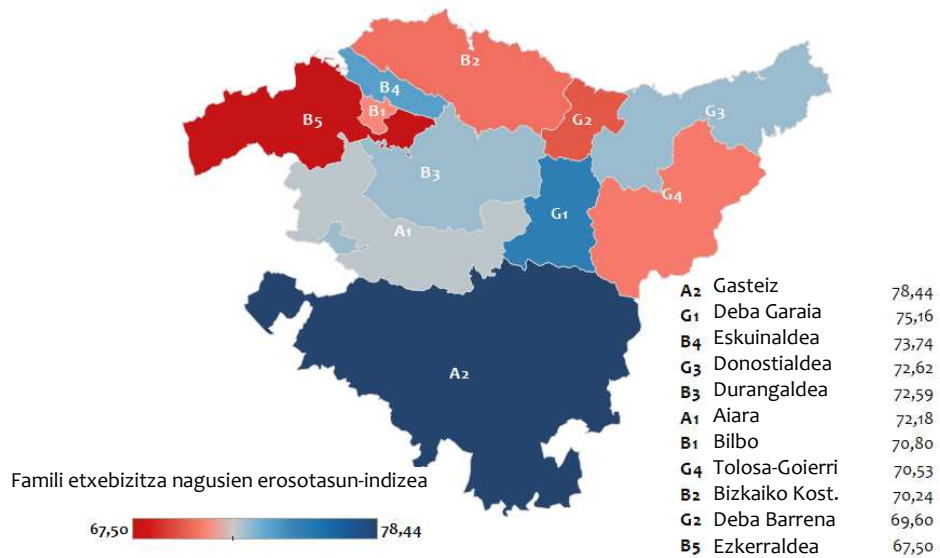 B2
B4
B1
B5
G2
G3
B3
G4
G1
A1
A2
A2 Gasteiz 78,44
G1 Deba Garaia 75,16
B4 Eskuinaldea 73,74
G3 Donostialdea 72,62
B3 Durangaldea 72,59
A1 Aiara 72,18
B1 Bilbo 70,80
G4 Tolosa-Goierri 70,53
B2 Bizkaiko Kost. 70,24
G2 Deba Barrena 69,60
B5 Ezkerraldea 67,50
Famili etxebizitza nagusien erosotasun-indizea
67,50 78,44